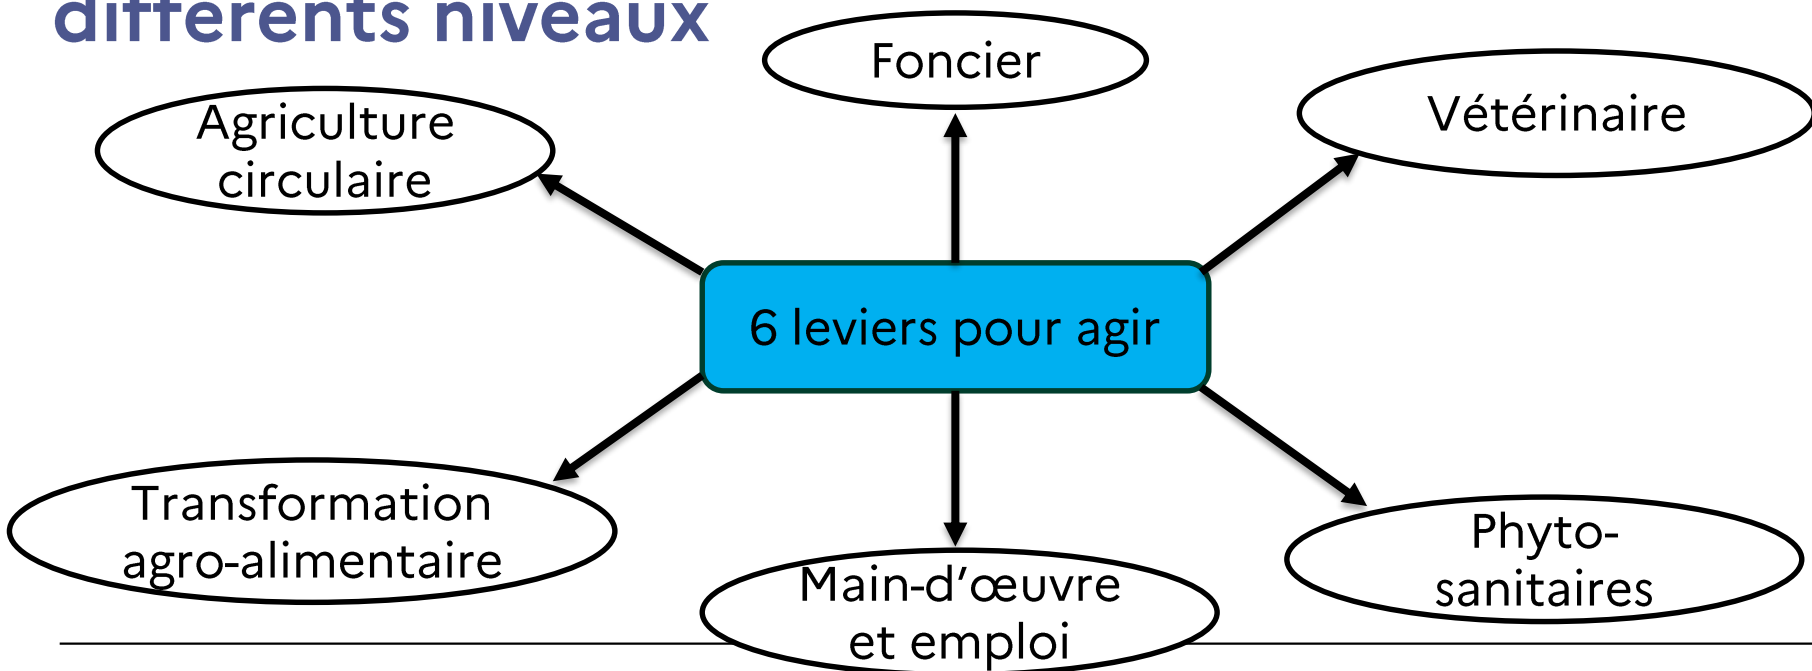 différents niveaux
Foncier
Agriculture
circulaire
Vétérinaire
6 leviers pour agir
Transformation
agro-alimentaire
Main-d’œuvre
et emploi
Phyto-
sanitaires